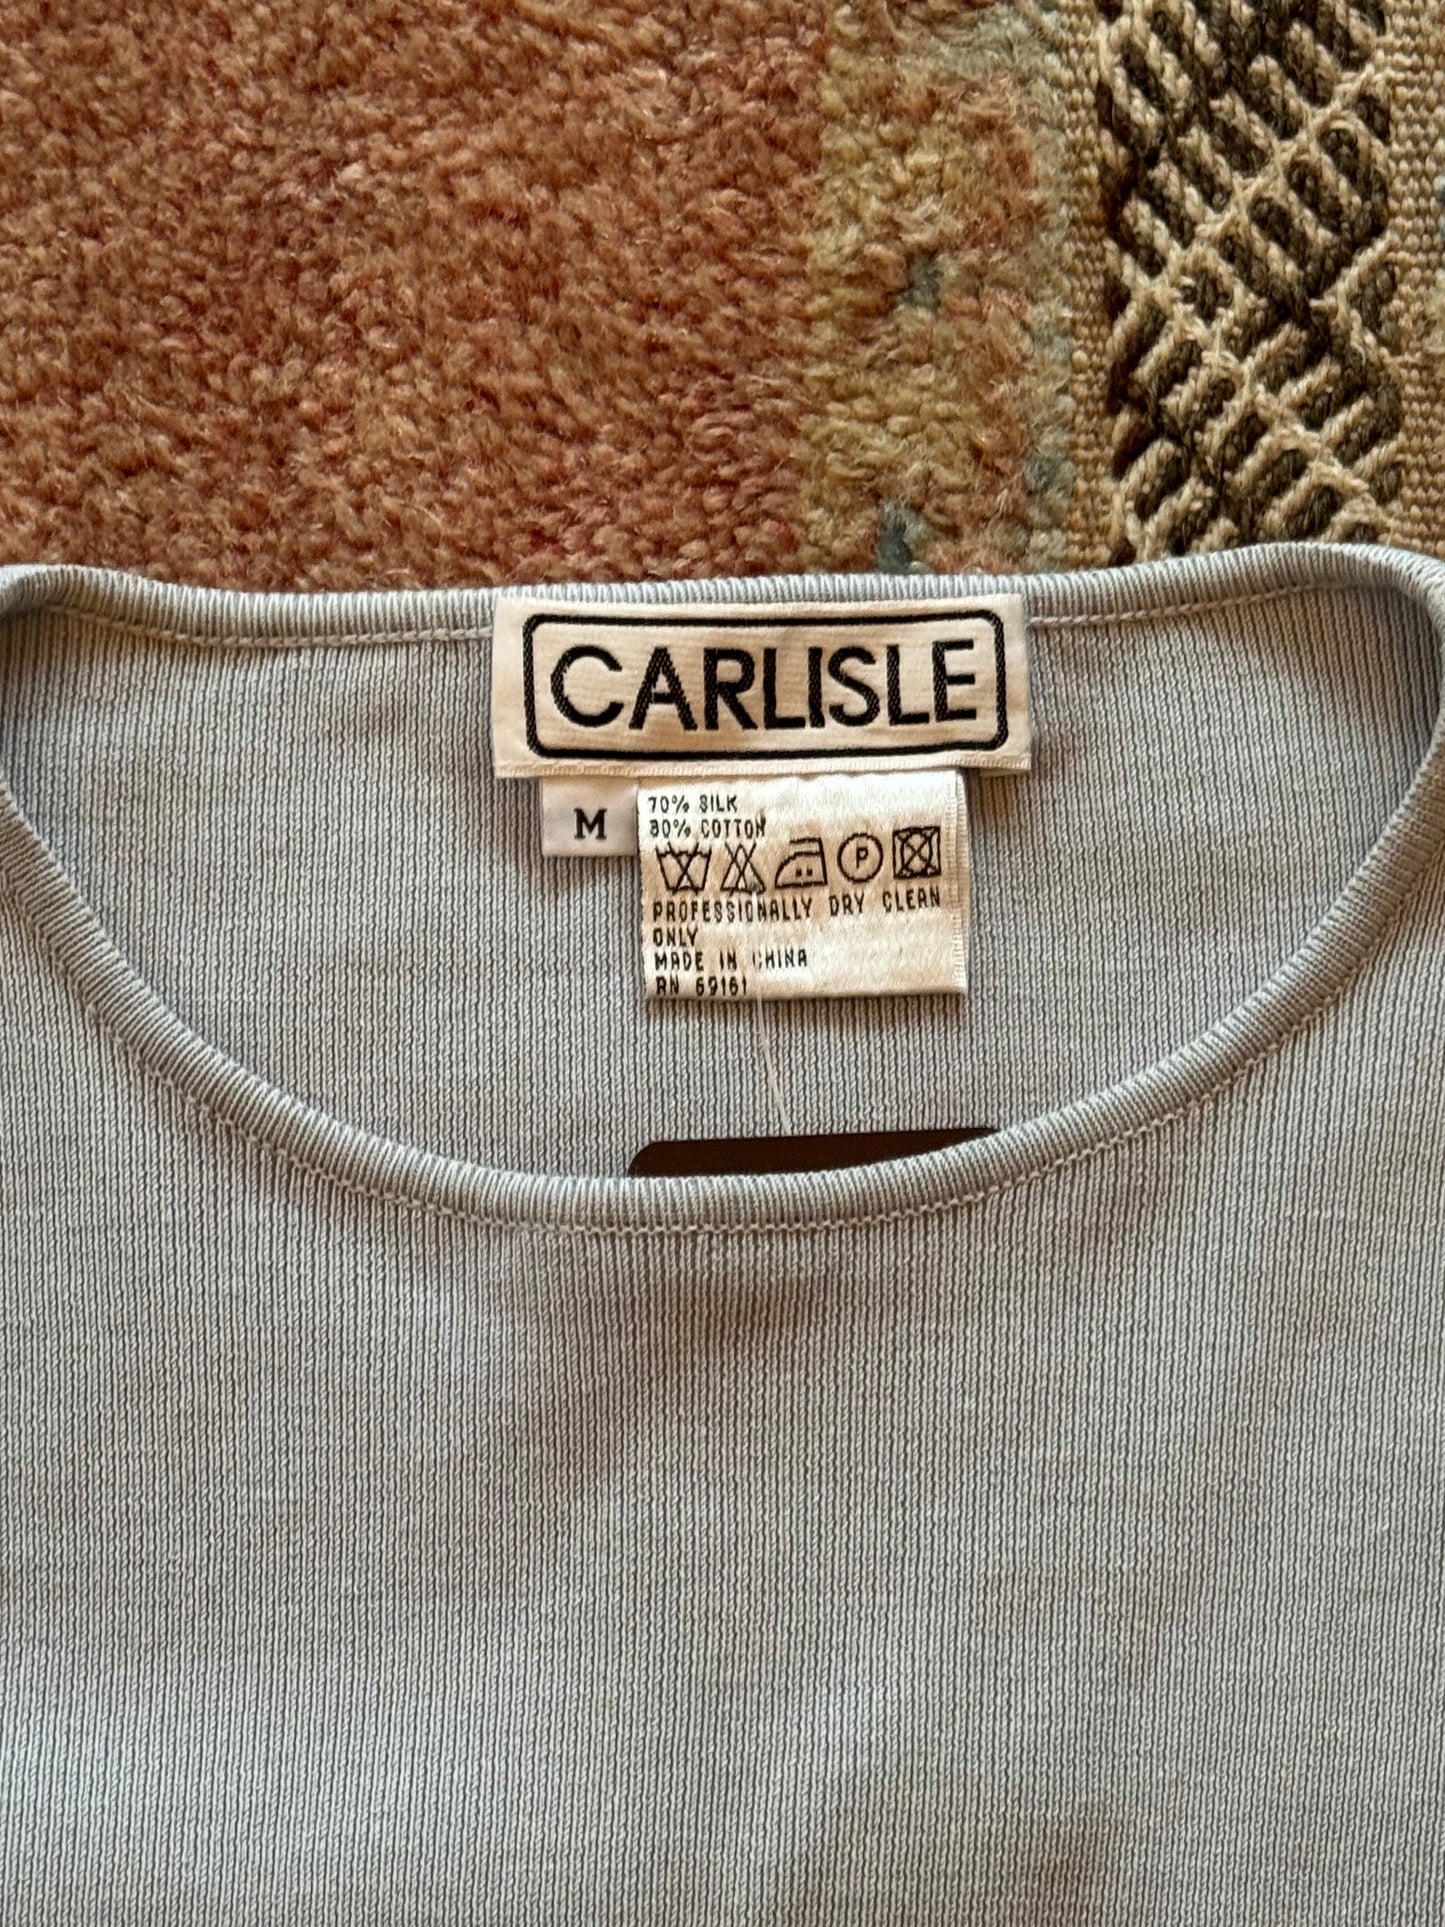 CARLISLE
M
70% SILK
30% COTTON
P
PROFESSIONALLY DRY CLEAN
ONLY
MADE IN CHINA
RN 69161